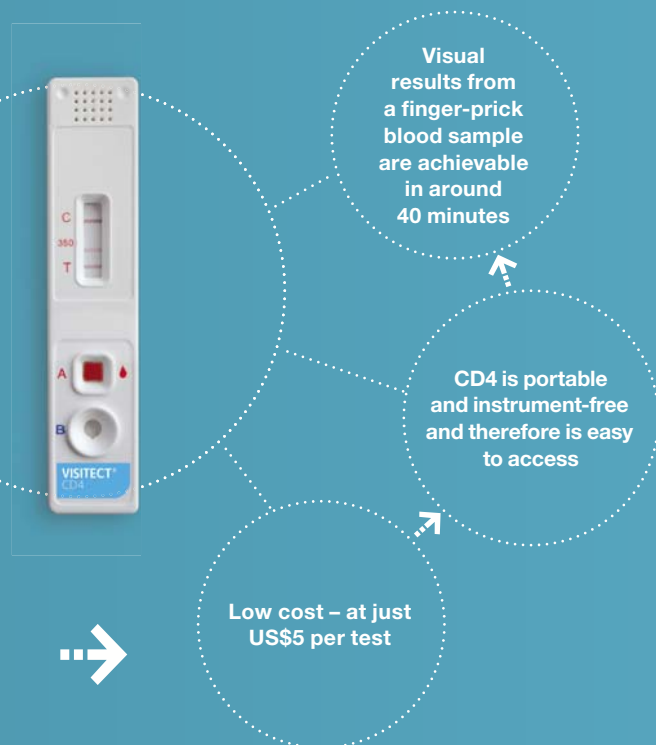 Visual
results from
a finger-prick
blood sample
are achievable
in around
40 minutes
C
350
T
A
B
VISITECT®
CD4
CD4 is portable
and instrument-free
and therefore is easy
to access
Low cost – at just
US$5 per test